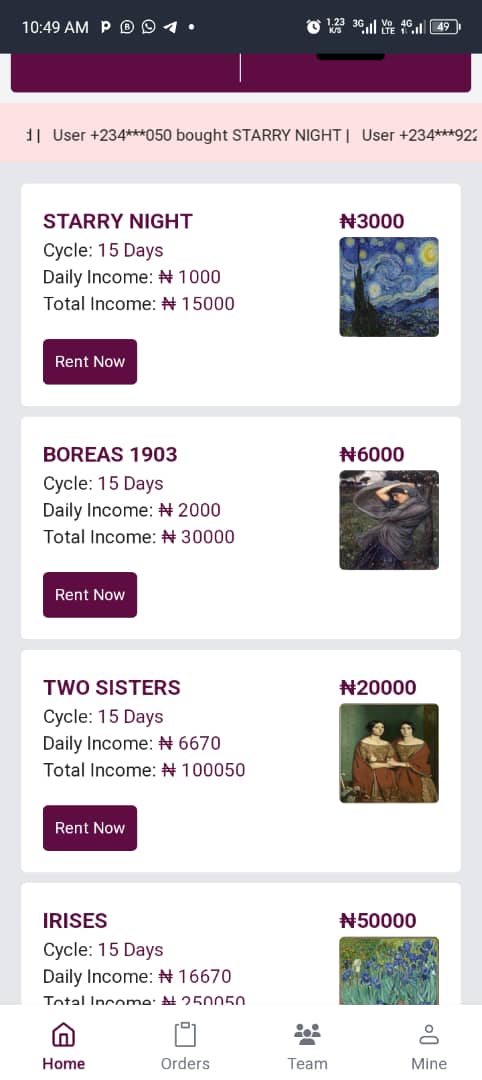 10:49 AM
1.23 K/S 3G Vo LTE 4G 49
d | User +234***050 bought STARRY NIGHT | User +234***922
STARRY NIGHT ₦3000
Cycle: 15 Days
Daily Income: ₦ 1000
Total Income: ₦ 15000
Rent Now
BOREAS 1903 ₦6000
Cycle: 15 Days
Daily Income: ₦ 2000
Total Income: ₦ 30000
Rent Now
TWO SISTERS ₦20000
Cycle: 15 Days
Daily Income: ₦ 6670
Total Income: ₦ 100050
Rent Now
IRISES ₦50000
Cycle: 15 Days
Daily Income: ₦ 16670
Total Income: ₦ 250050
Home Orders Team Mine